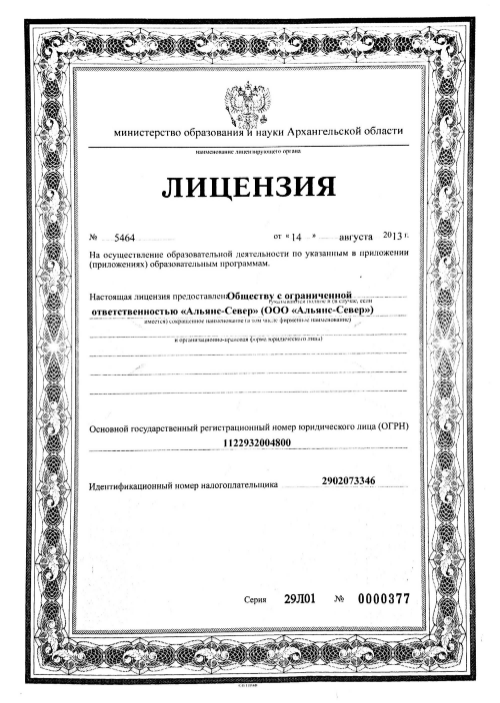 министерство образования и науки Архангельской области
наименование лицензирующего органа
ЛИЦЕНЗИЯ
№ 5464 от « 14 » августа 2013 г.
На осуществление образовательной деятельности по указанным в приложении
(приложениях) образовательным программам.
Настоящая лицензия предоставлена Обществу с ограниченной
(указываются полное и (в случае, если
ответственностью «Альянс-Север» (ООО «Альянс-Север»)
имеется) сокращенное наименование (в том числе фирменное наименование)
и организационно-правовая форма юридического лица)
Основной государственный регистрационный номер юридического лица (ОГРН)
1122932004800
Идентификационный номер налогоплательщика 2902073346
Серия 29Л01 № 0000377